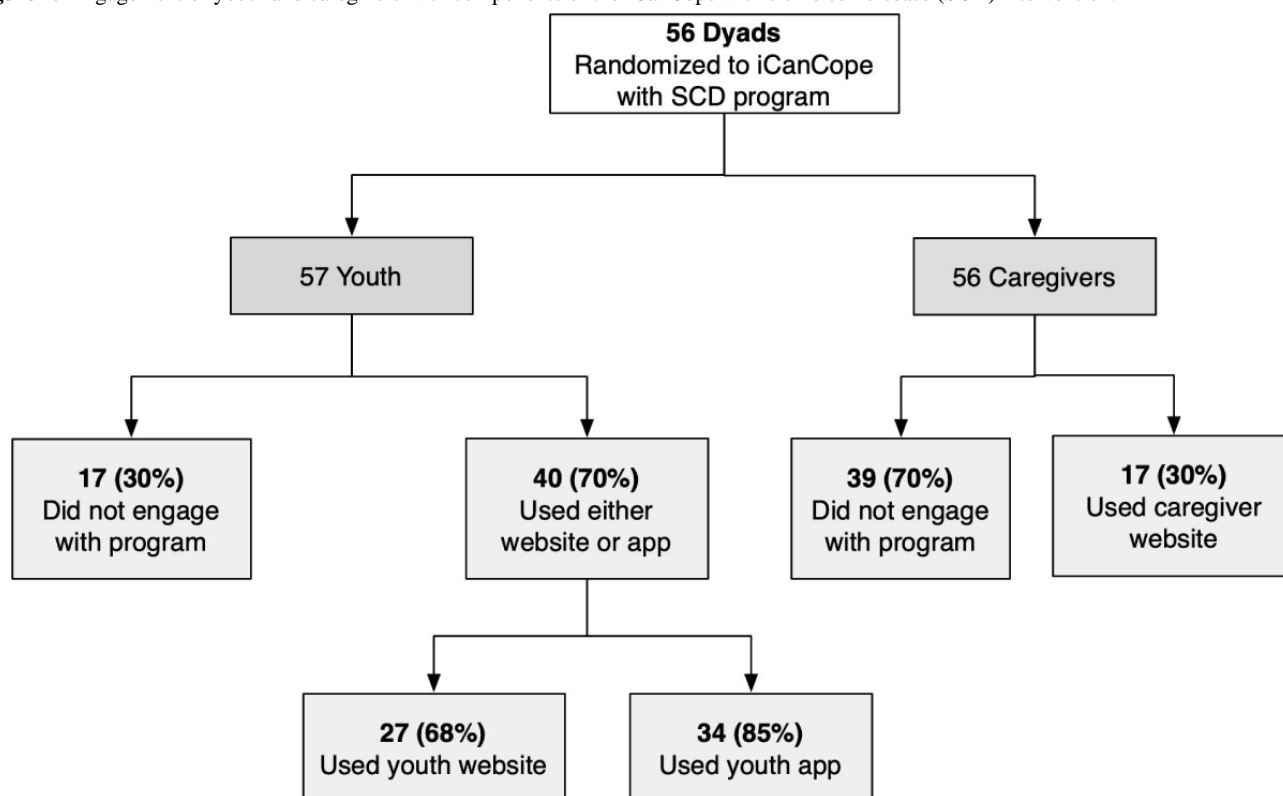 56 Dyads
Randomized to iCanCope
with SCD program
57 Youth
56 Caregivers
17 (30%)
Did not engage
with program
40 (70%)
Used either
website or app
39 (70%)
Did not engage
with program
17 (30%)
Used caregiver
website
27 (68%)
Used youth website
34 (85%)
Used youth app